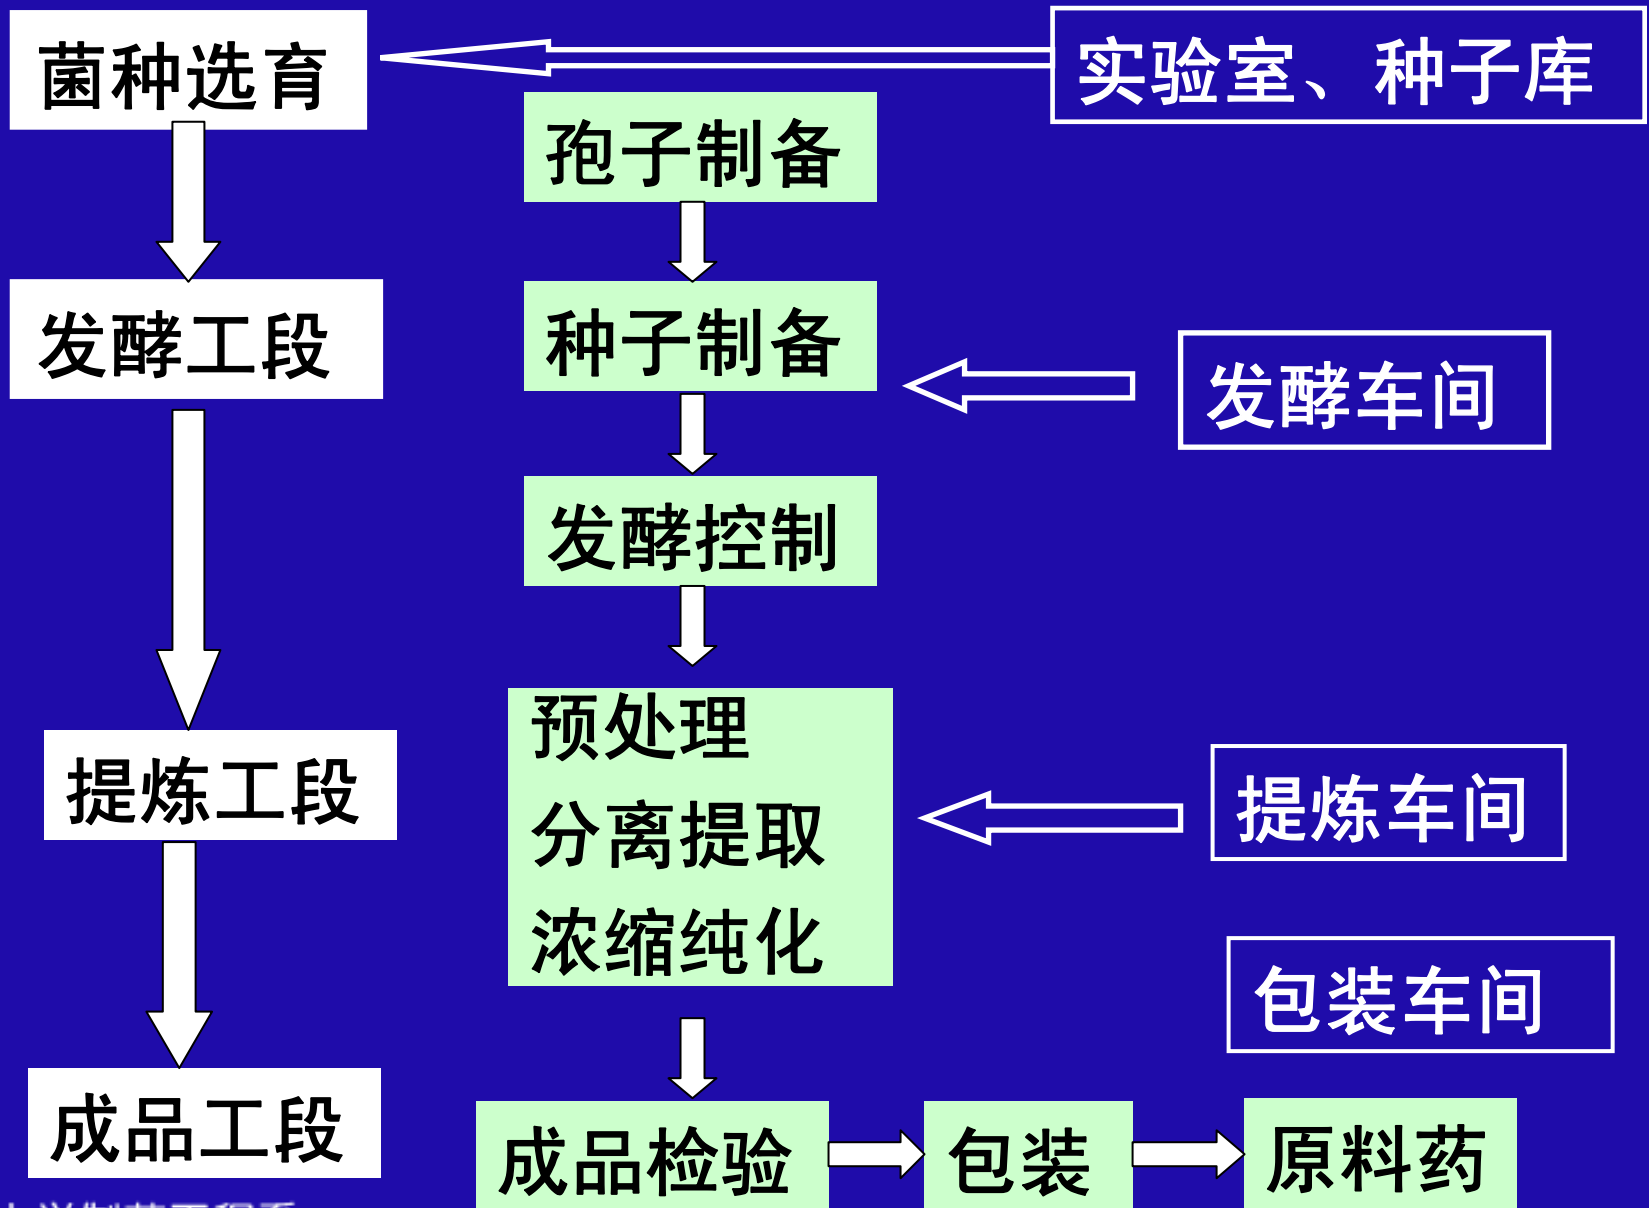 菌种选育
实验室、种子库
孢子制备
发酵工段
种子制备
发酵车间
发酵控制
预处理
分离提取
浓缩纯化
提炼工段
提炼车间
包装车间
成品工段
成品检验
包装
原料药